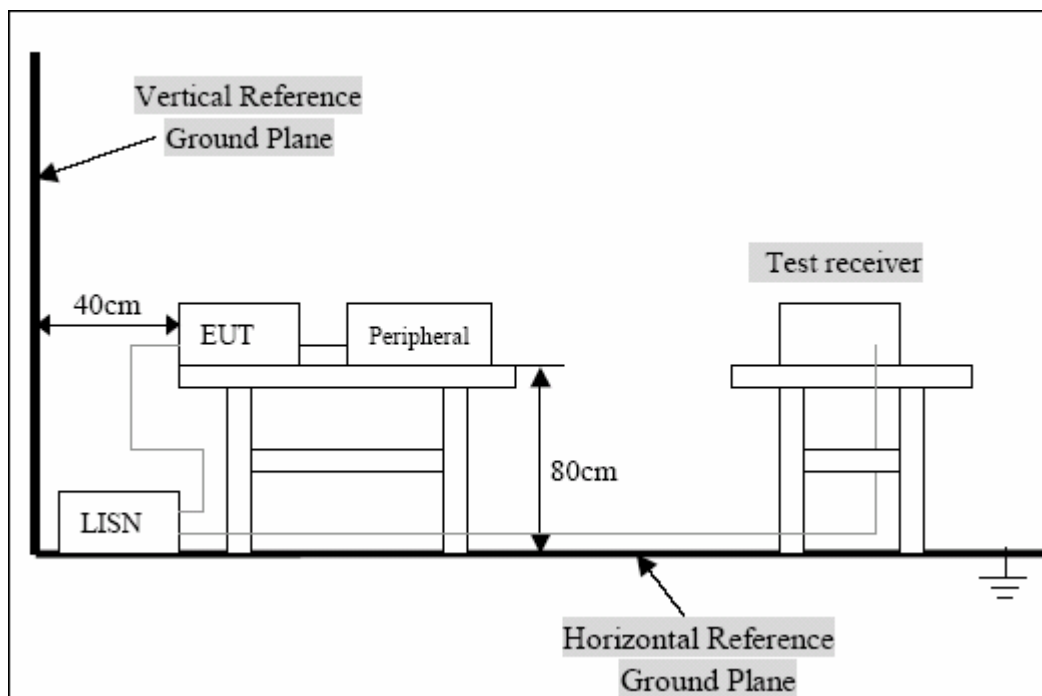 Vertical Reference
Ground Plane
Test receiver
40cm
EUT
Peripheral
80cm
LISN
Horizontal Reference
Ground Plane